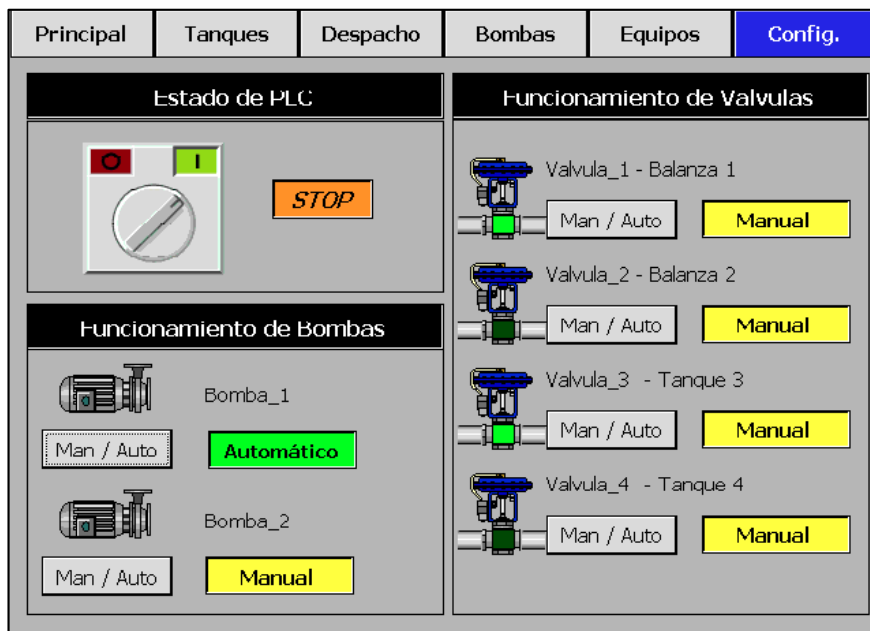 Principal Tanques Despacho Bombas Equipos Config.
Estado de PLC
I
STOP
Funcionamiento de Bombas
Bomba_1
Man / Auto Automático
Bomba_2
Man / Auto Manual
Funcionamiento de Valvulas
Valvula_1 - Balanza 1
Man / Auto Manual
Valvula_2 - Balanza 2
Man / Auto Manual
Valvula_3 - Tanque 3
Man / Auto Manual
Valvula_4 - Tanque 4
Man / Auto Manual